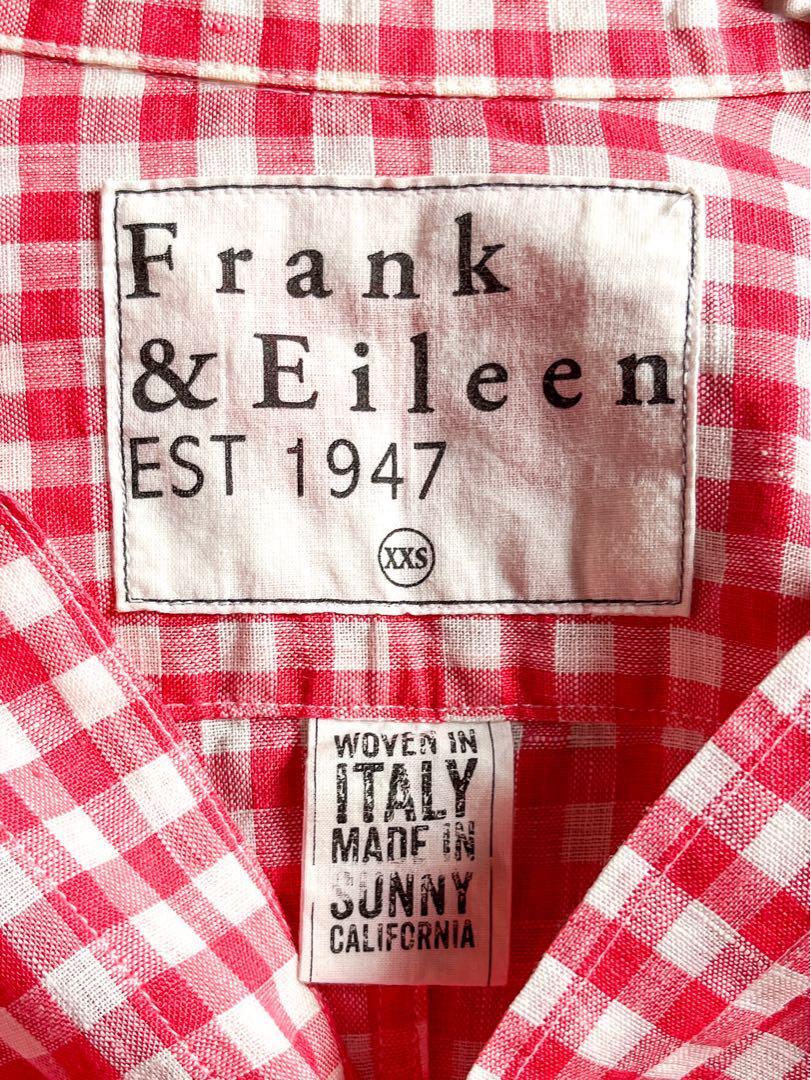 Frank
& Eileen
EST 1947
XXS
WOVEN IN
ITALY
MADE IN
SUNNY
CALIFORNIA